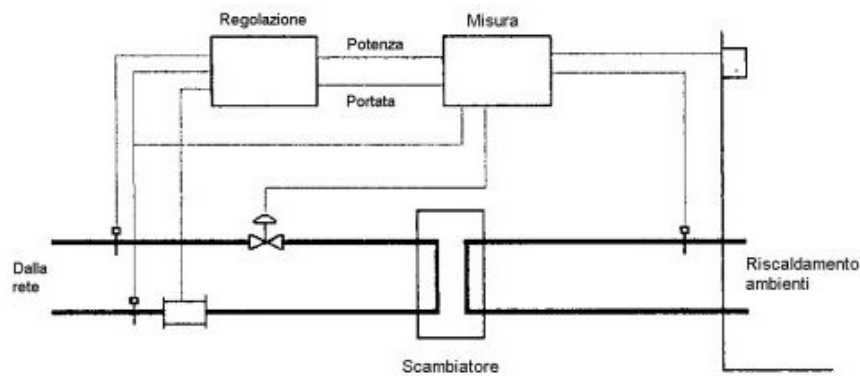 Regolazione
Misura
Potenza
Portata
Dalla
rete
Riscaldamento
ambienti
Scambiatore